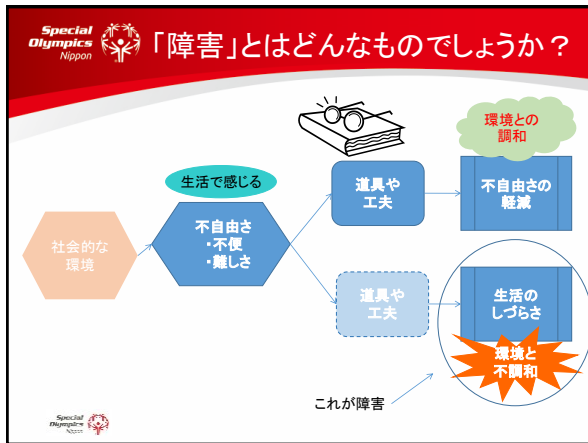 Special
Olympics
Nippon
「障害」とはどんなものでしょうか？
環境との
調和
生活で感じる
道具や
工夫
不自由さの
軽減
社会的な
環境
不自由さ
・不便
・難しさ
道具や
工夫
生活の
しづらさ
環境と
不調和
これが障害
Special
Olympics
Nippon